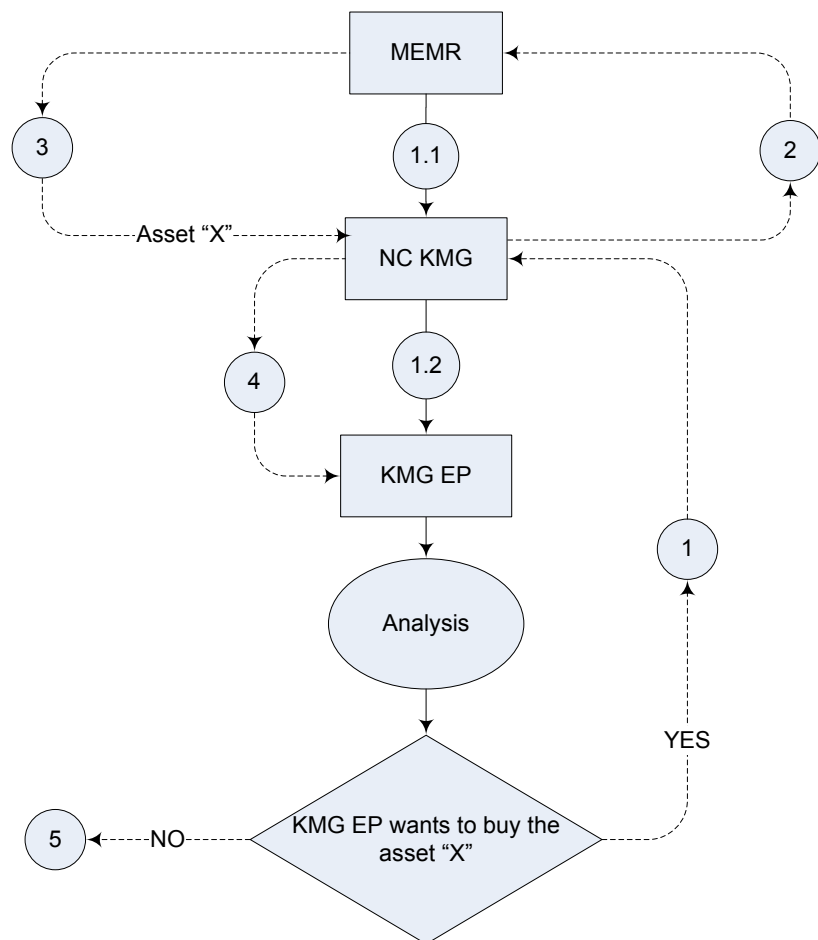 MEMR
3
1.1
2
Asset “X”
NC KMG
4
1.2
KMG EP
1
Analysis
YES
KMG EP wants to buy the
asset “X”
NO
5